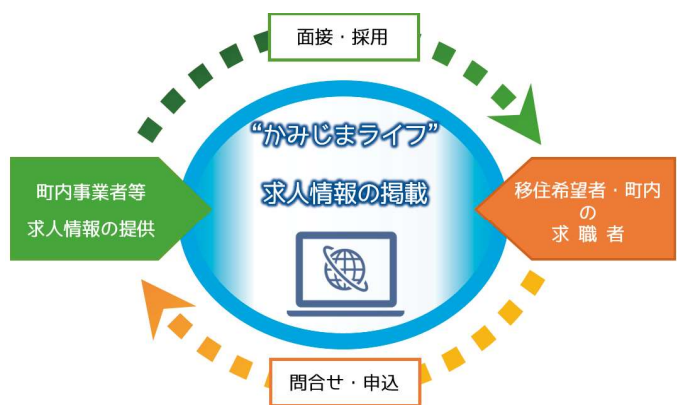 面接・採用
“かみじまライフ”
求人情報の掲載
町内事業者等
求人情報の提供
移住希望者・町内
の
求 職 者
問合せ・申込